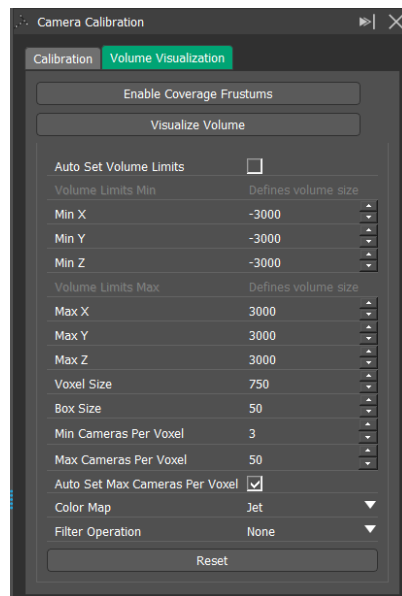 Camera Calibration
Calibration Volume Visualization
Enable Coverage Frustums
Visualize Volume
Auto Set Volume Limits
Volume Limits Min Defines volume size
Min X -3000
Min Y -3000
Min Z -3000
Volume Limits Max Defines volume size
Max X 3000
Max Y 3000
Max Z 3000
Voxel Size 750
Box Size 50
Min Cameras Per Voxel 3
Max Cameras Per Voxel 50
Auto Set Max Cameras Per Voxel
Color Map Jet
Filter Operation None
Reset